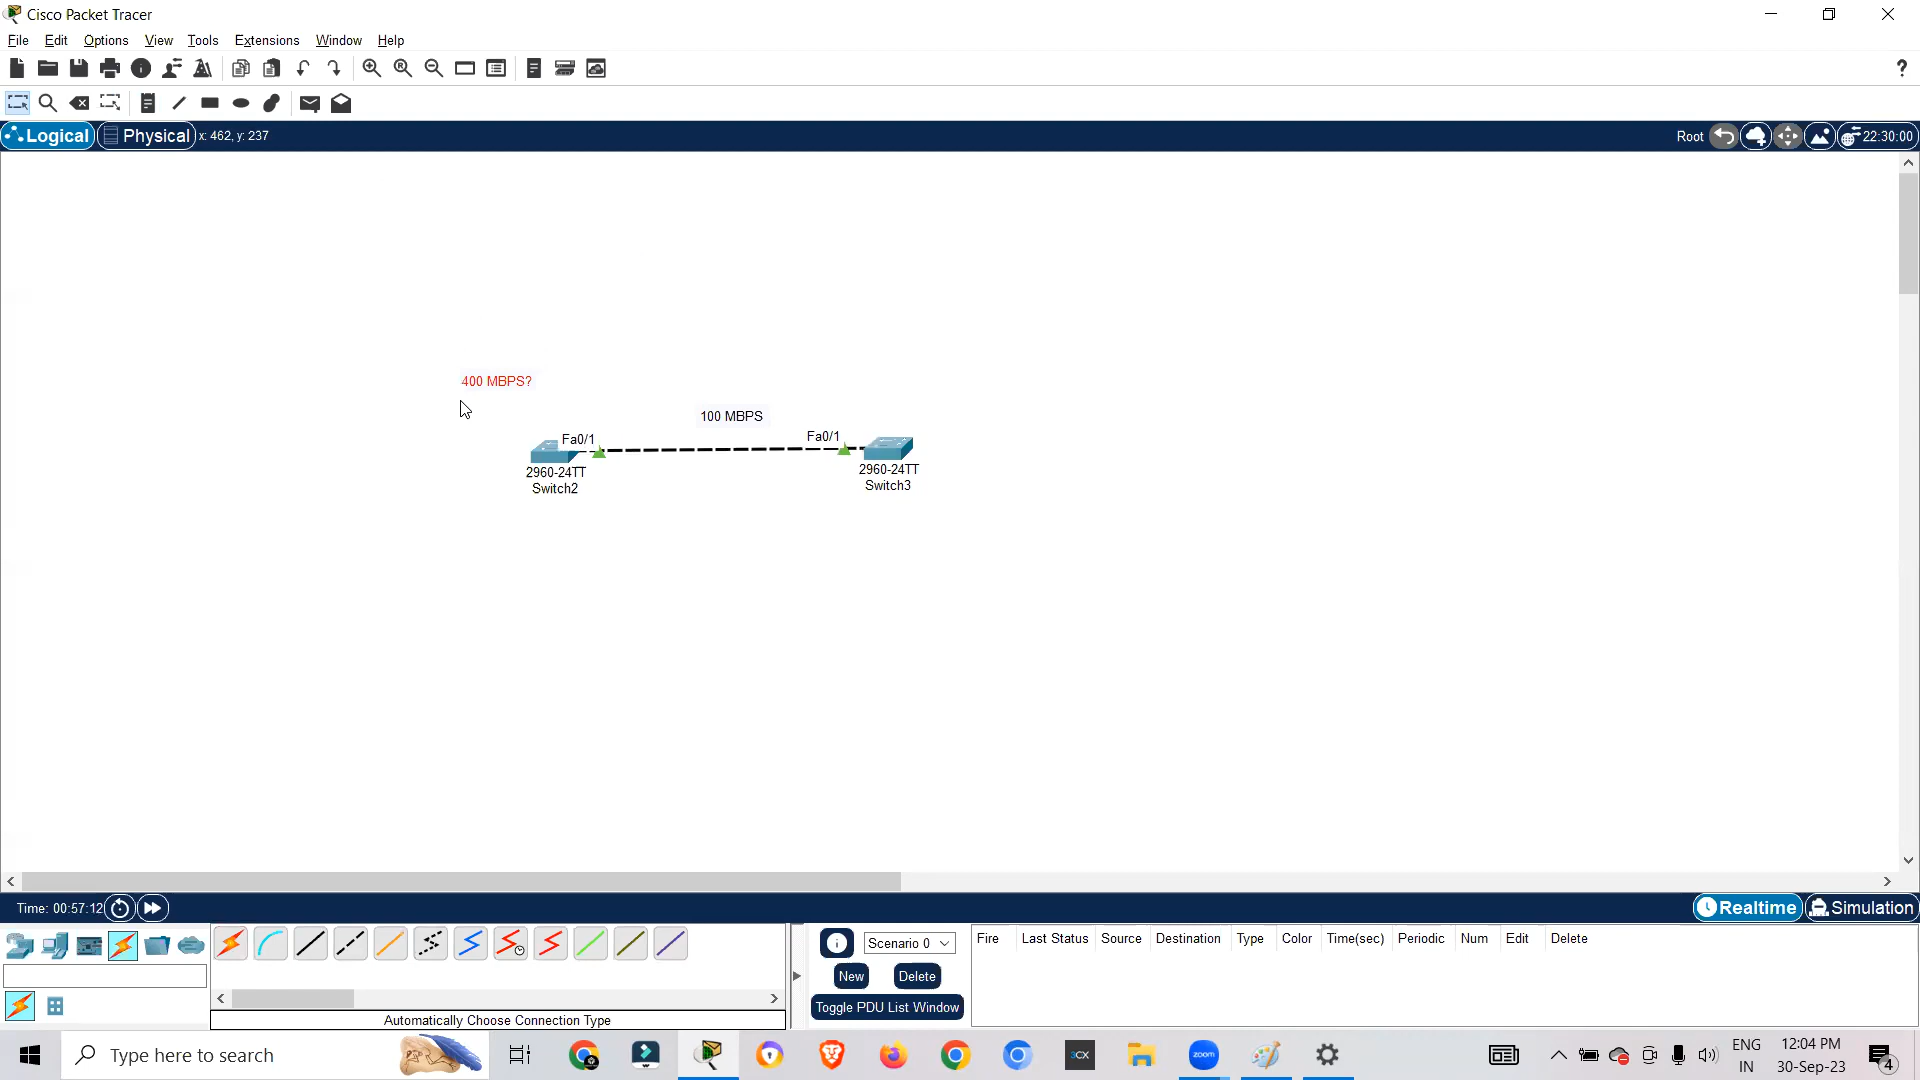 Cisco Packet Tracer
File Edit Options View Tools Extensions Window Help
?
Logical Physical x: 462, y: 237 Root 22:30:00
400 MBPS?
100 MBPS
Fa0/1 Fa0/1
2960-24TT 2960-24TT
Switch2 Switch3
Time: 00:57:12 Realtime Simulation
Scenario 0 Fire Last Status Source Destination Type Color Time(sec) Periodic Num Edit Delete
New Delete
Toggle PDU List Window
Automatically Choose Connection Type
Type here to search W 3CX zoom ENG 12:04 PM
IN 30-Sep-23 4